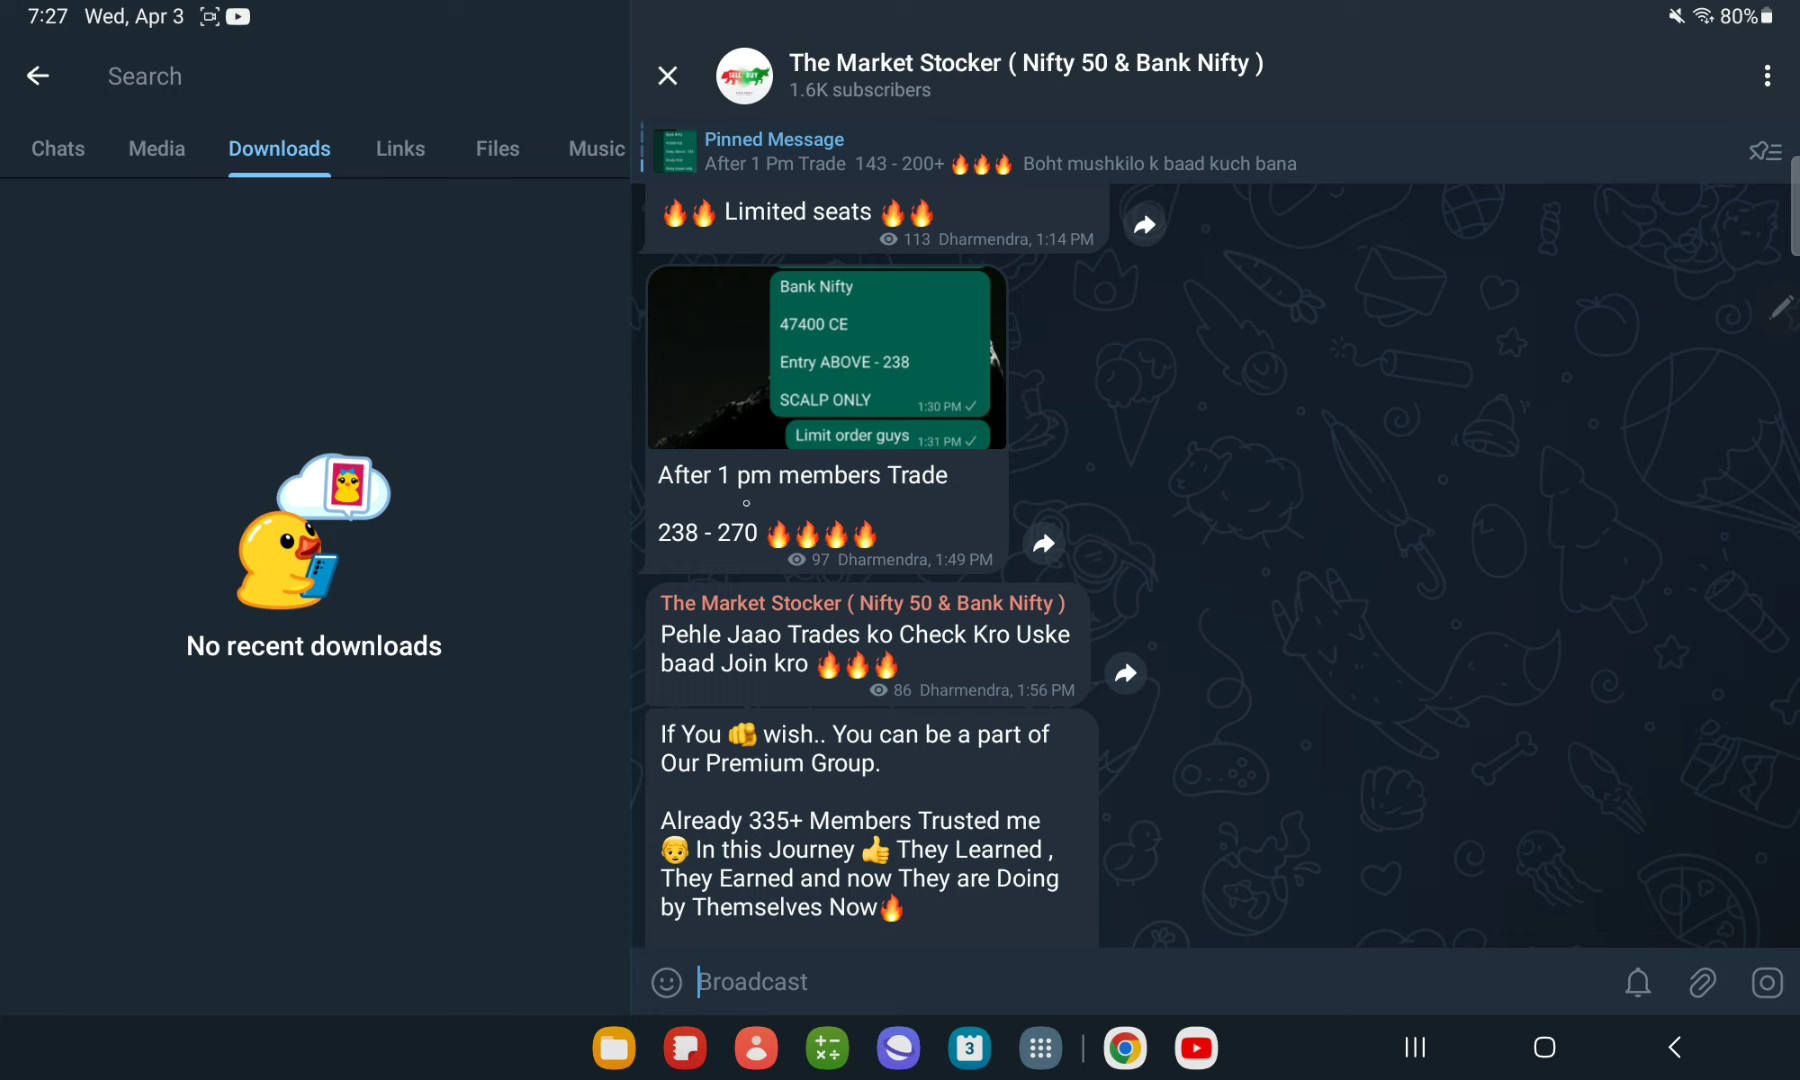 7:27 Wed, Apr 3
80%
Search
Chats Media Downloads Links Files Music
No recent downloads
The Market Stocker ( Nifty 50 & Bank Nifty )
1.6K subscribers
Pinned Message
After 1 Pm Trade 143 - 200+ 🔥🔥🔥 Boht mushkilo k baad kuch bana
🔥🔥 Limited seats 🔥🔥
113 Dharmendra, 1:14 PM
Bank Nifty
47400 CE
Entry ABOVE - 238
SCALP ONLY 1:30 PM
Limit order guys 1:31 PM
After 1 pm members Trade
238 - 270 🔥🔥🔥🔥
97 Dharmendra, 1:49 PM
The Market Stocker ( Nifty 50 & Bank Nifty )
Pehle Jaao Trades ko Check Kro Uske
baad Join kro 🔥🔥🔥
86 Dharmendra, 1:56 PM
If You 🫵 wish.. You can be a part of
Our Premium Group.
Already 335+ Members Trusted me
👨‍🦳 In this Journey 👍 They Learned ,
They Earned and now They are Doing
by Themselves Now🔥
Broadcast
3